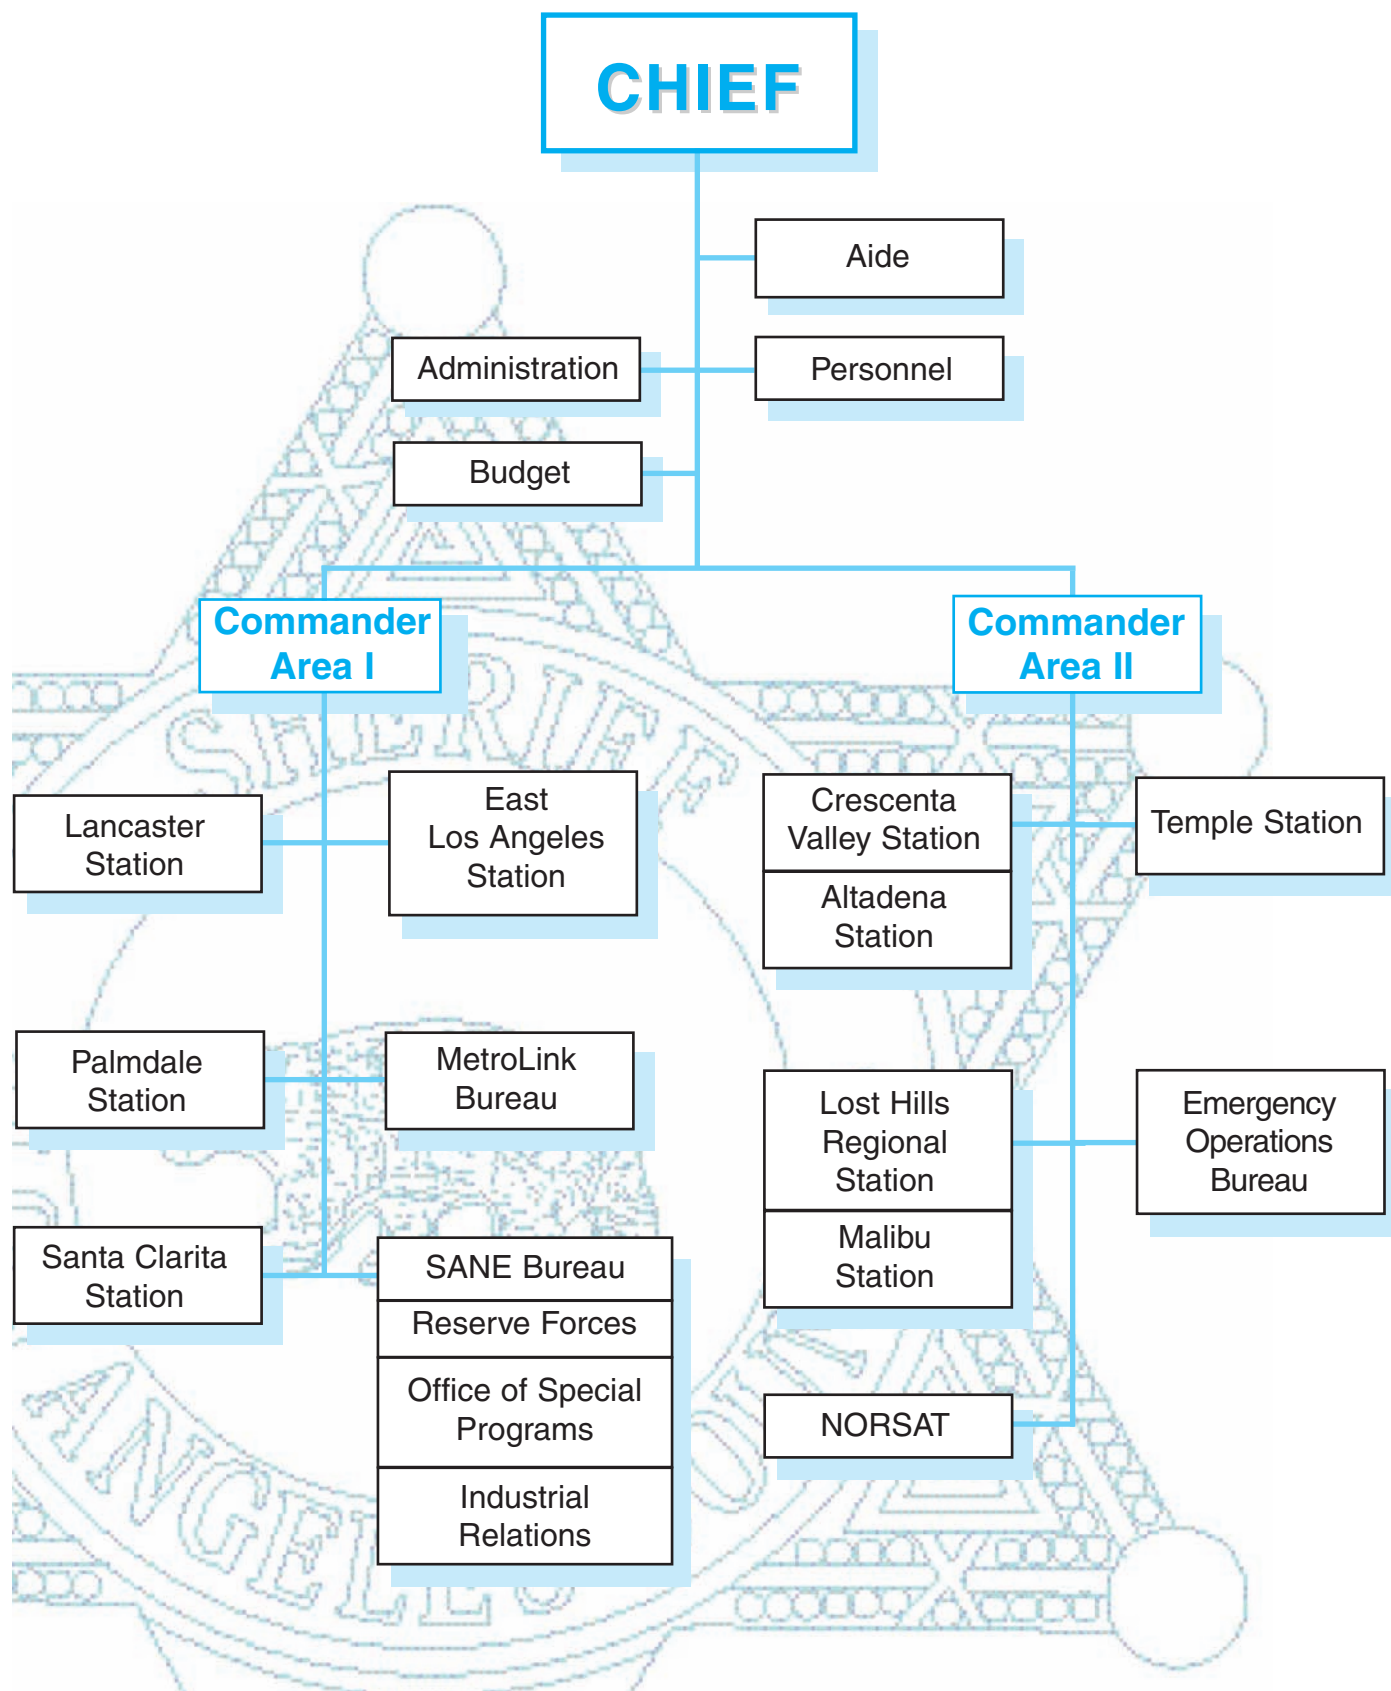 CHIEF
Aide
Administration
Personnel
Budget
Commander
Area I
Commander
Area II
Lancaster
Station
East
Los Angeles
Station
Crescenta
Valley Station
Altadena
Station
Temple Station
Palmdale
Station
MetroLink
Bureau
Lost Hills
Regional
Station
Malibu
Station
Emergency
Operations
Bureau
Santa Clarita
Station
SANE Bureau
Reserve Forces
Office of Special
Programs
Industrial
Relations
NORSAT
SHERIFF
ANGELES